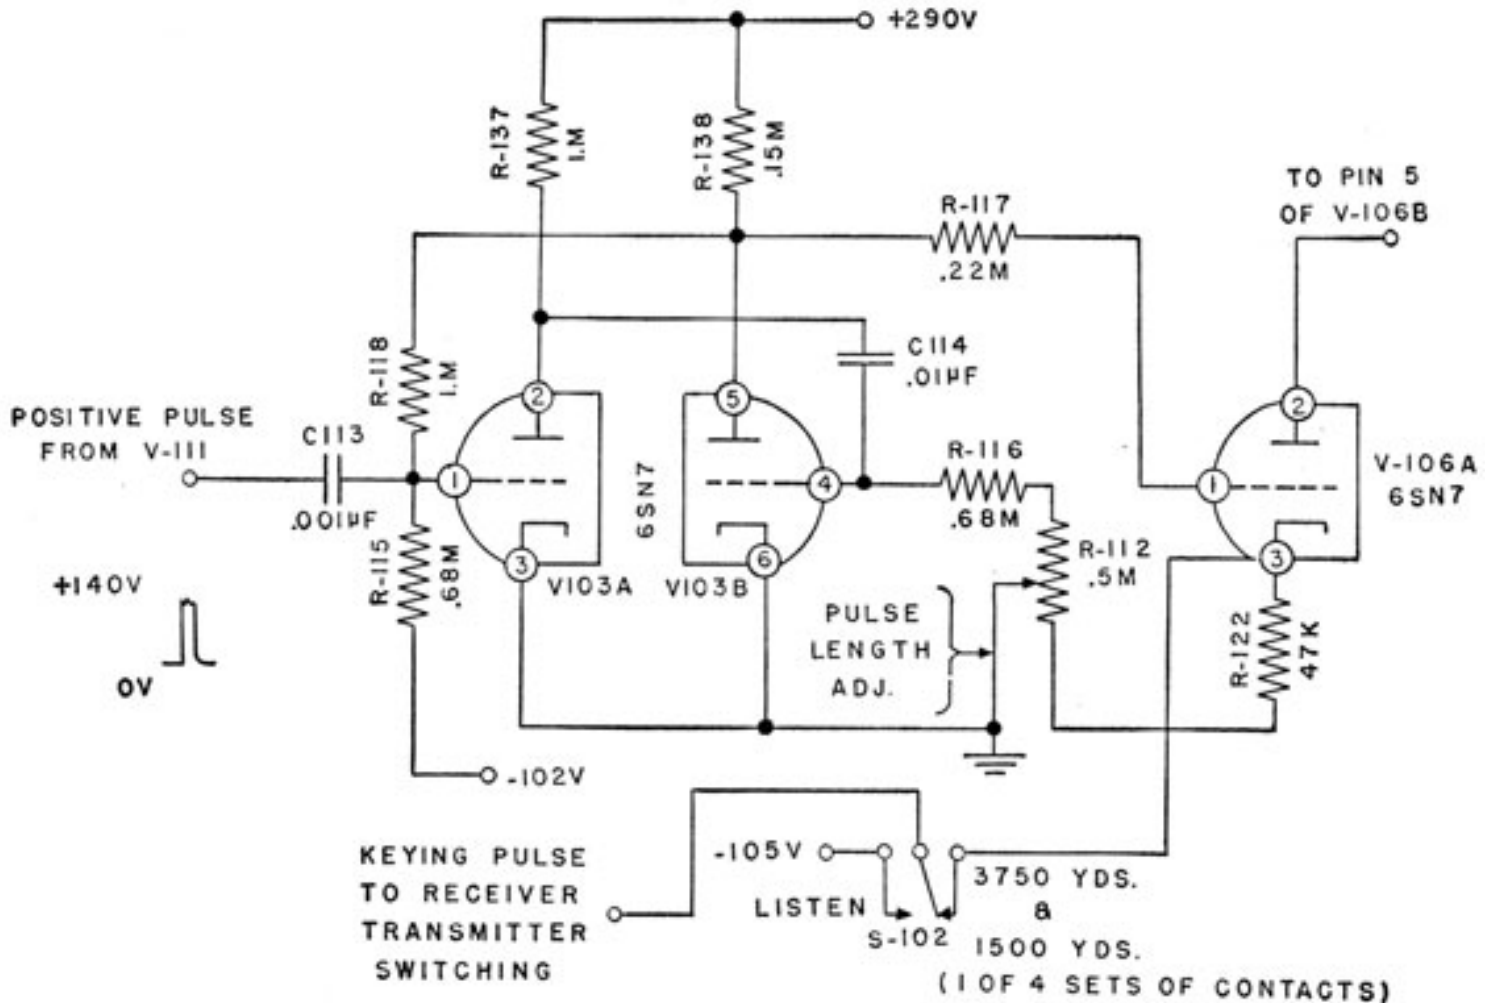 +290V
R-137
1.M
R-138
.15M
TO PIN 5
OF V-106B
R-117
.22M
R-118
1.M
C114
.01µF
POSITIVE PULSE
FROM V-111
C113
.001µF
2
5
2
1
4
1
3
6
3
6SN7
R-116
.68M
V-106A
6SN7
R-112
.5M
R-115
.68M
V103A
V103B
+140V
0V
PULSE
LENGTH
ADJ.
R-122
47K
-102V
KEYING PULSE
TO RECEIVER
TRANSMITTER
SWITCHING
-105V
LISTEN
S-102
3750 YDS.
&
1500 YDS.
(1 OF 4 SETS OF CONTACTS)